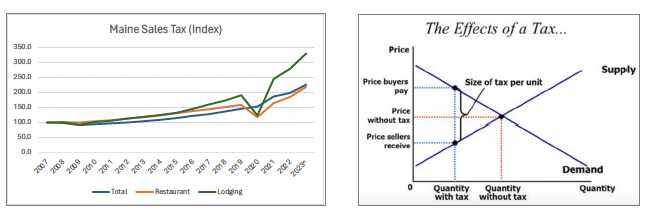 Maine Sales Tax (Index)
350.0
300.0
250.0
200.0
150.0
100.0
50.0
0.0
2007 2008 2009 2010 2011 2012 2013 2014 2015 2016 2017 2018 2019 2020 2021 2022 2023*
Total Restaurant Lodging
The Effects of a Tax...
Price
Supply
Price buyers
pay
Size of tax per unit
Price
without tax
Price sellers
receive
Demand
0 Quantity Quantity Quantity
with tax without tax